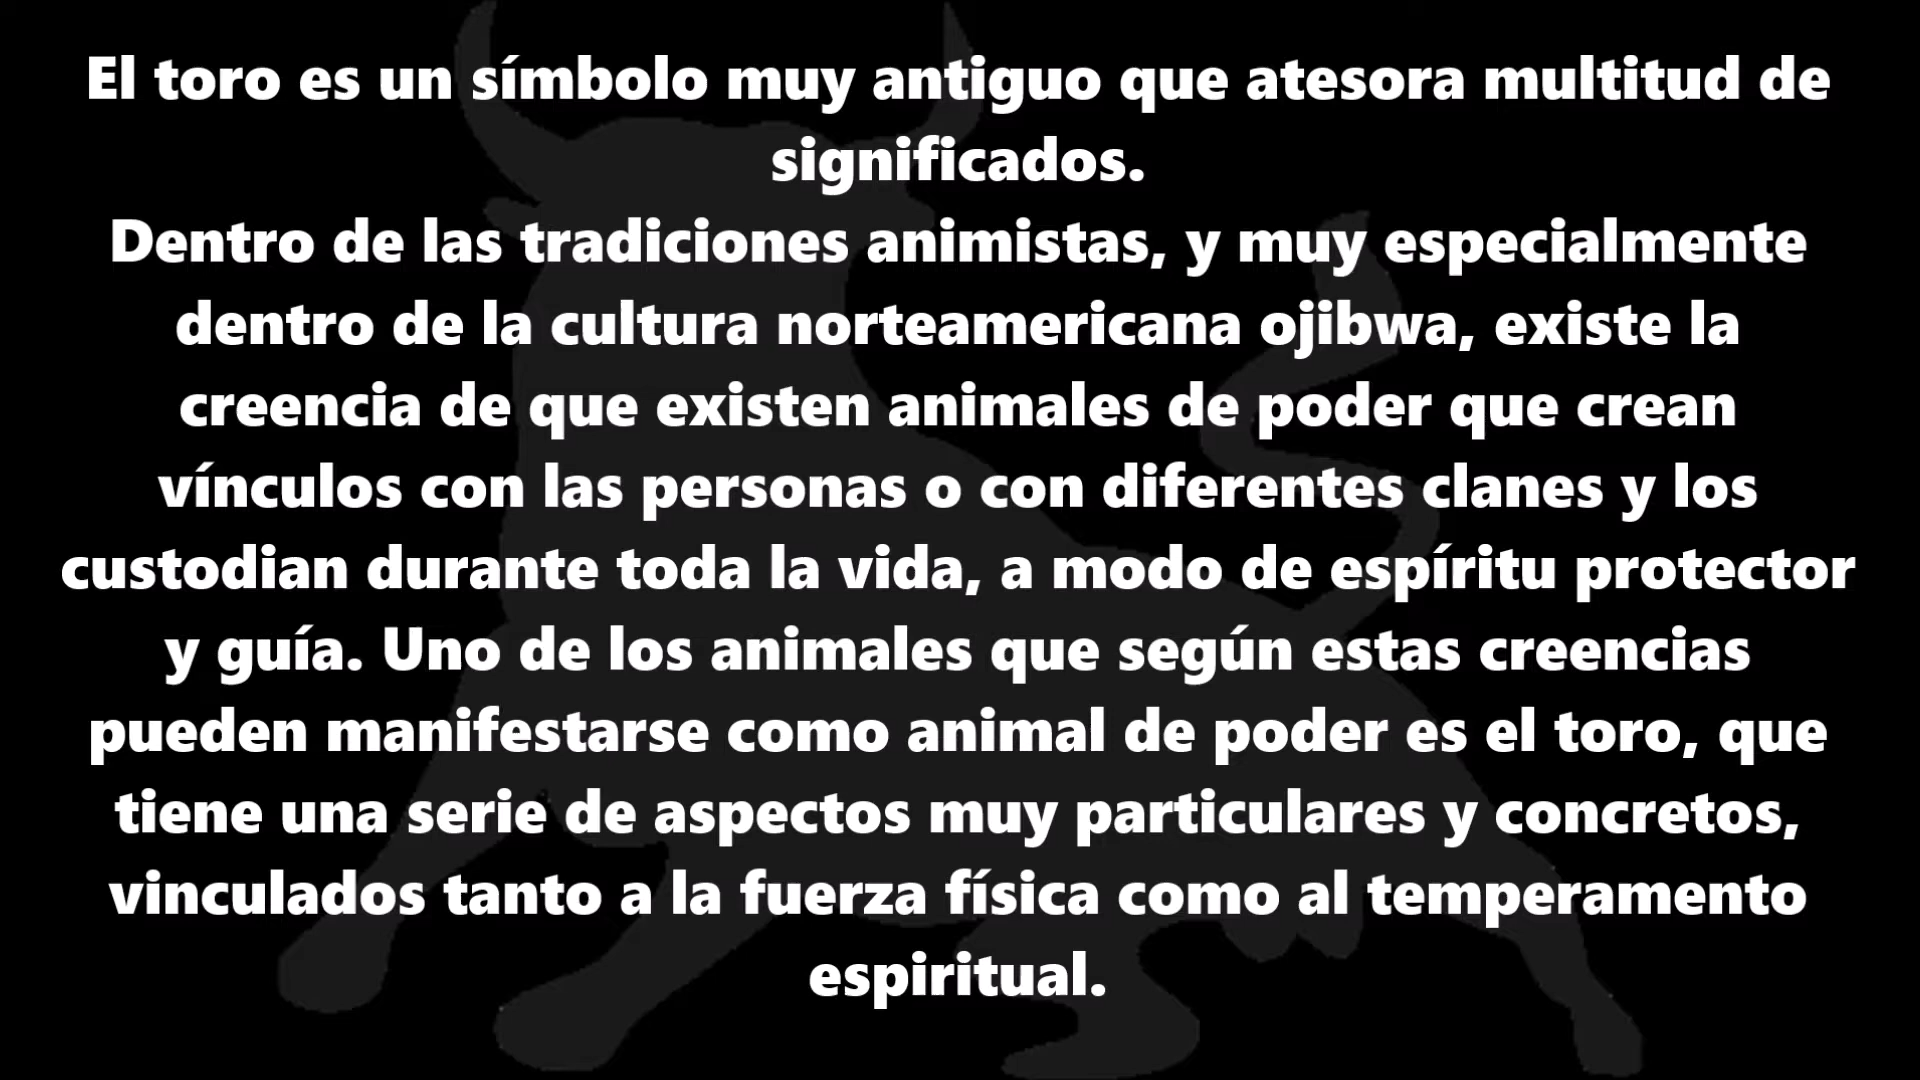 El toro es un símbolo muy antiguo que atesora multitud de
significados.
Dentro de las tradiciones animistas, y muy especialmente
dentro de la cultura norteamericana ojibwa, existe la
creencia de que existen animales de poder que crean
vínculos con las personas o con diferentes clanes y los
custodian durante toda la vida, a modo de espíritu protector
y guía. Uno de los animales que según estas creencias
pueden manifestarse como animal de poder es el toro, que
tiene una serie de aspectos muy particulares y concretos,
vinculados tanto a la fuerza física como al temperamento
espiritual.